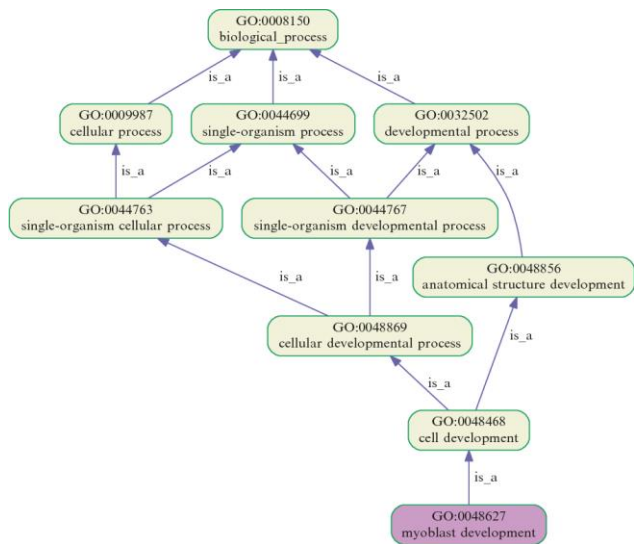 GO:0008150
biological_process
is_a
is_a
is_a
GO:0009987
cellular process
GO:0044699
single-organism process
GO:0032502
developmental process
is_a
is_a
is_a
is_a
is_a
GO:0044763
single-organism cellular process
GO:0044767
single-organism developmental process
GO:0048856
anatomical structure development
is_a
is_a
GO:0048869
cellular developmental process
is_a
is_a
GO:0048468
cell development
is_a
GO:0048627
myoblast development